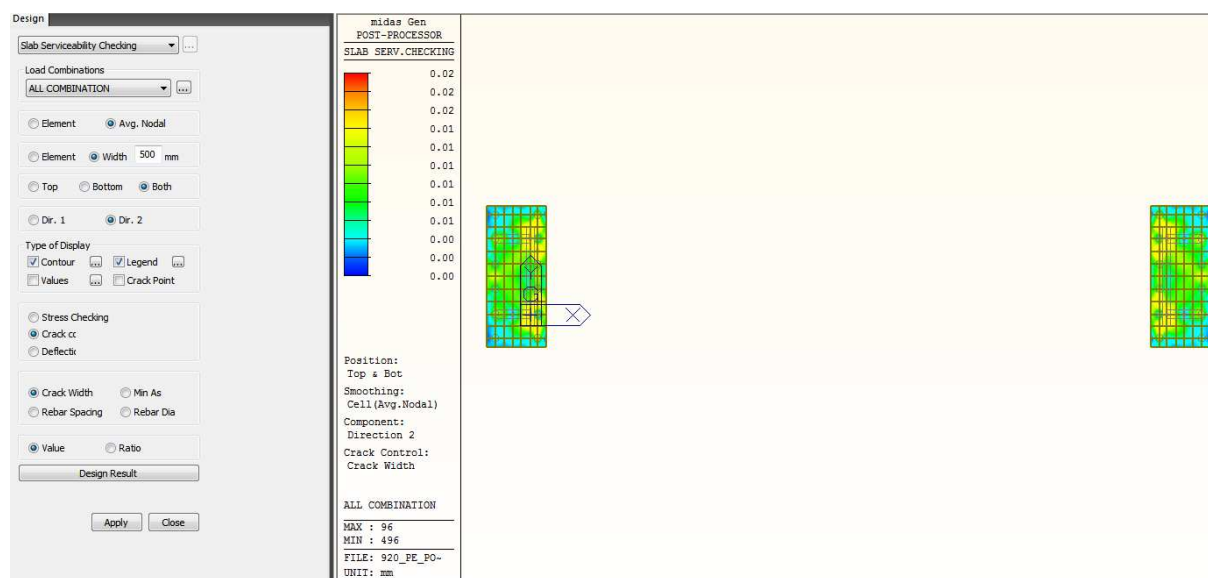 Design
Slab Serviceability Checking
Load Combinations
ALL COMBINATION
Element Avg. Nodal
Element Width 500 mm
Top Bottom Both
Dir. 1 Dir. 2
Type of Display
Contour Legend
Values Crack Point
Stress Checking
Crack cc
Deflectic
Crack Width Min As
Rebar Spacing Rebar Dia
Value Ratio
Design Result
Apply Close
midas Gen
POST-PROCESSOR
SLAB SERV.CHECKING
0.02
0.02
0.02
0.01
0.01
0.01
0.01
0.01
0.01
0.00
0.00
0.00
Position:
Top & Bot
Smoothing:
Cell(Avg.Nodal)
Component:
Direction 2
Crack Control:
Crack Width
ALL COMBINATION
MAX : 96
MIN : 496
FILE: 920_PE_PO~
UNIT: mm
Y
G
X